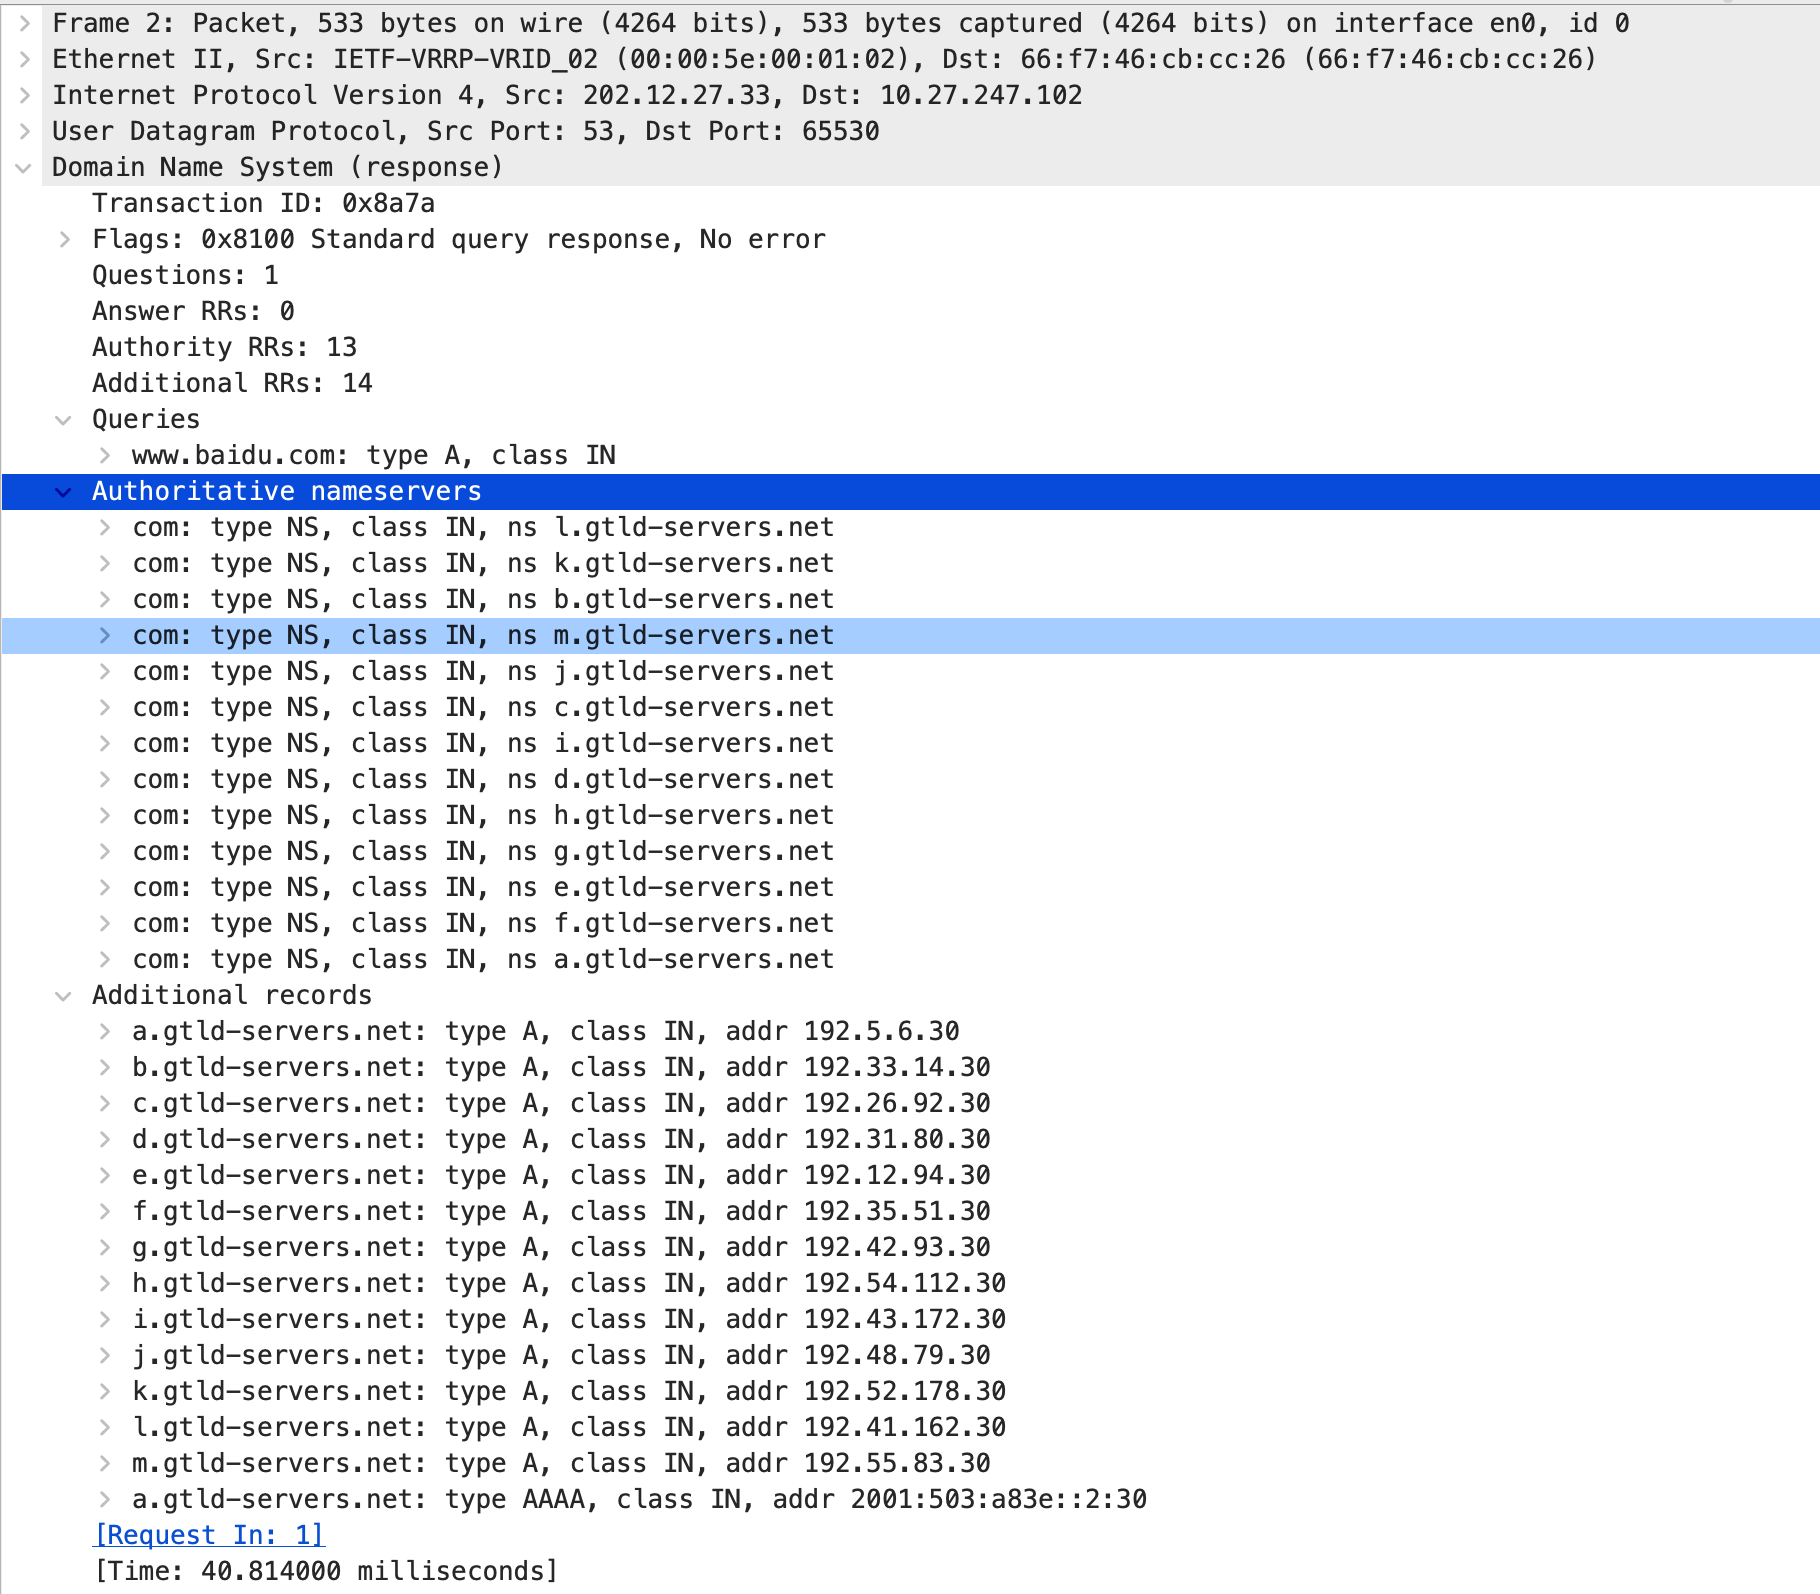 Frame 2: Packet, 533 bytes on wire (4264 bits), 533 bytes captured (4264 bits) on interface en0, id 0
Ethernet II, Src: IETF-VRRP-VRID_02 (00:00:5e:00:01:02), Dst: 66:f7:46:cb:cc:26 (66:f7:46:cb:cc:26)
Internet Protocol Version 4, Src: 202.12.27.33, Dst: 10.27.247.102
User Datagram Protocol, Src Port: 53, Dst Port: 65530
Domain Name System (response)
Transaction ID: 0x8a7a
Flags: 0x8100 Standard query response, No error
Questions: 1
Answer RRs: 0
Authority RRs: 13
Additional RRs: 14
Queries
www.baidu.com: type A, class IN
Authoritative nameservers
com: type NS, class IN, ns l.gtld-servers.net
com: type NS, class IN, ns k.gtld-servers.net
com: type NS, class IN, ns b.gtld-servers.net
com: type NS, class IN, ns m.gtld-servers.net
com: type NS, class IN, ns j.gtld-servers.net
com: type NS, class IN, ns c.gtld-servers.net
com: type NS, class IN, ns i.gtld-servers.net
com: type NS, class IN, ns d.gtld-servers.net
com: type NS, class IN, ns h.gtld-servers.net
com: type NS, class IN, ns g.gtld-servers.net
com: type NS, class IN, ns e.gtld-servers.net
com: type NS, class IN, ns f.gtld-servers.net
com: type NS, class IN, ns a.gtld-servers.net
Additional records
a.gtld-servers.net: type A, class IN, addr 192.5.6.30
b.gtld-servers.net: type A, class IN, addr 192.33.14.30
c.gtld-servers.net: type A, class IN, addr 192.26.92.30
d.gtld-servers.net: type A, class IN, addr 192.31.80.30
e.gtld-servers.net: type A, class IN, addr 192.12.94.30
f.gtld-servers.net: type A, class IN, addr 192.35.51.30
g.gtld-servers.net: type A, class IN, addr 192.42.93.30
h.gtld-servers.net: type A, class IN, addr 192.54.112.30
i.gtld-servers.net: type A, class IN, addr 192.43.172.30
j.gtld-servers.net: type A, class IN, addr 192.48.79.30
k.gtld-servers.net: type A, class IN, addr 192.52.178.30
l.gtld-servers.net: type A, class IN, addr 192.41.162.30
m.gtld-servers.net: type A, class IN, addr 192.55.83.30
a.gtld-servers.net: type AAAA, class IN, addr 2001:503:a83e::2:30
[Request In: 1]
[Time: 40.814000 milliseconds]